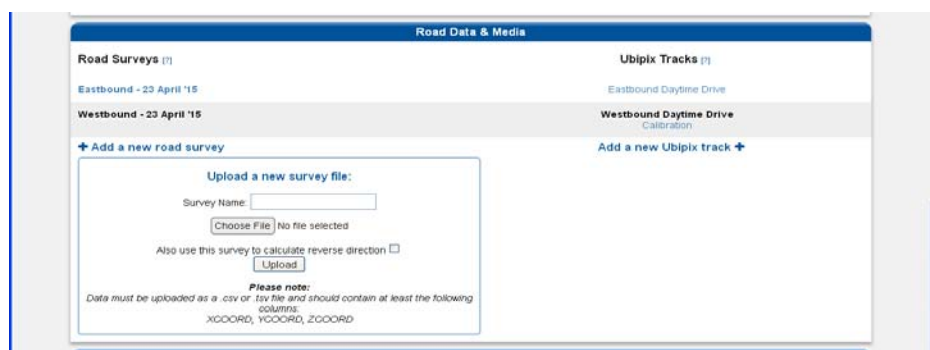 Road Data & Media
Road Surveys [?]
Ubipix Tracks [?]
Eastbound - 23 April '15
Eastbound Daytime Drive
Westbound - 23 April '15
Westbound Daytime Drive
Calibration
+ Add a new road survey
Add a new Ubipix track +
Upload a new survey file:
Survey Name:
Choose File No file selected
Also use this survey to calculate reverse direction
Upload
Please note:
Data must be uploaded as a .csv or .tsv file and should contain at least the following
columns:
XCOORD, YCOORD, ZCOORD